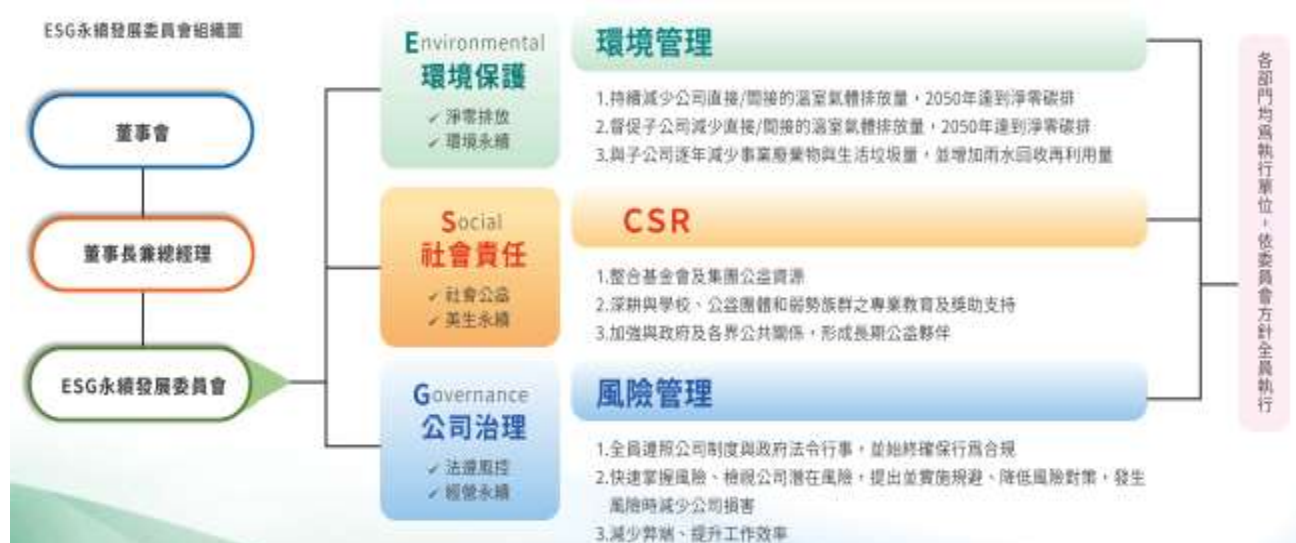 ESG永續發展委員會組織圖
董事會
董事長兼總經理
ESG永續發展委員會
Environmental
環境保護
✓ 淨零排放
✓ 環境永續
環境管理
1.持續減少公司直接/間接的溫室氣體排放量，2050年達到淨零碳排
2.督促子公司減少直接/間接的溫室氣體排放量，2050年達到淨零碳排
3.與子公司逐年減少事業廢棄物與生活垃圾量，並增加雨水回收再利用量
Social
社會責任
✓ 社會公益
✓ 美生永續
CSR
1.整合基金會及集團公益資源
2.深耕與學校、公益團體和弱勢族群之專業教育及獎助支持
3.加強與政府及各界公共關係，形成長期公益夥伴
Governance
公司治理
✓ 法遵風控
✓ 經營永續
風險管理
1.全員遵照公司制度與政府法令行事，並始終確保行為合規
2.快速掌握風險、檢視公司潛在風險，提出並實施規避、降低風險對策，發生
風險時減少公司損害
3.減少弊端、提升工作效率
各部門均為執行單位，依委員會方針全員執行